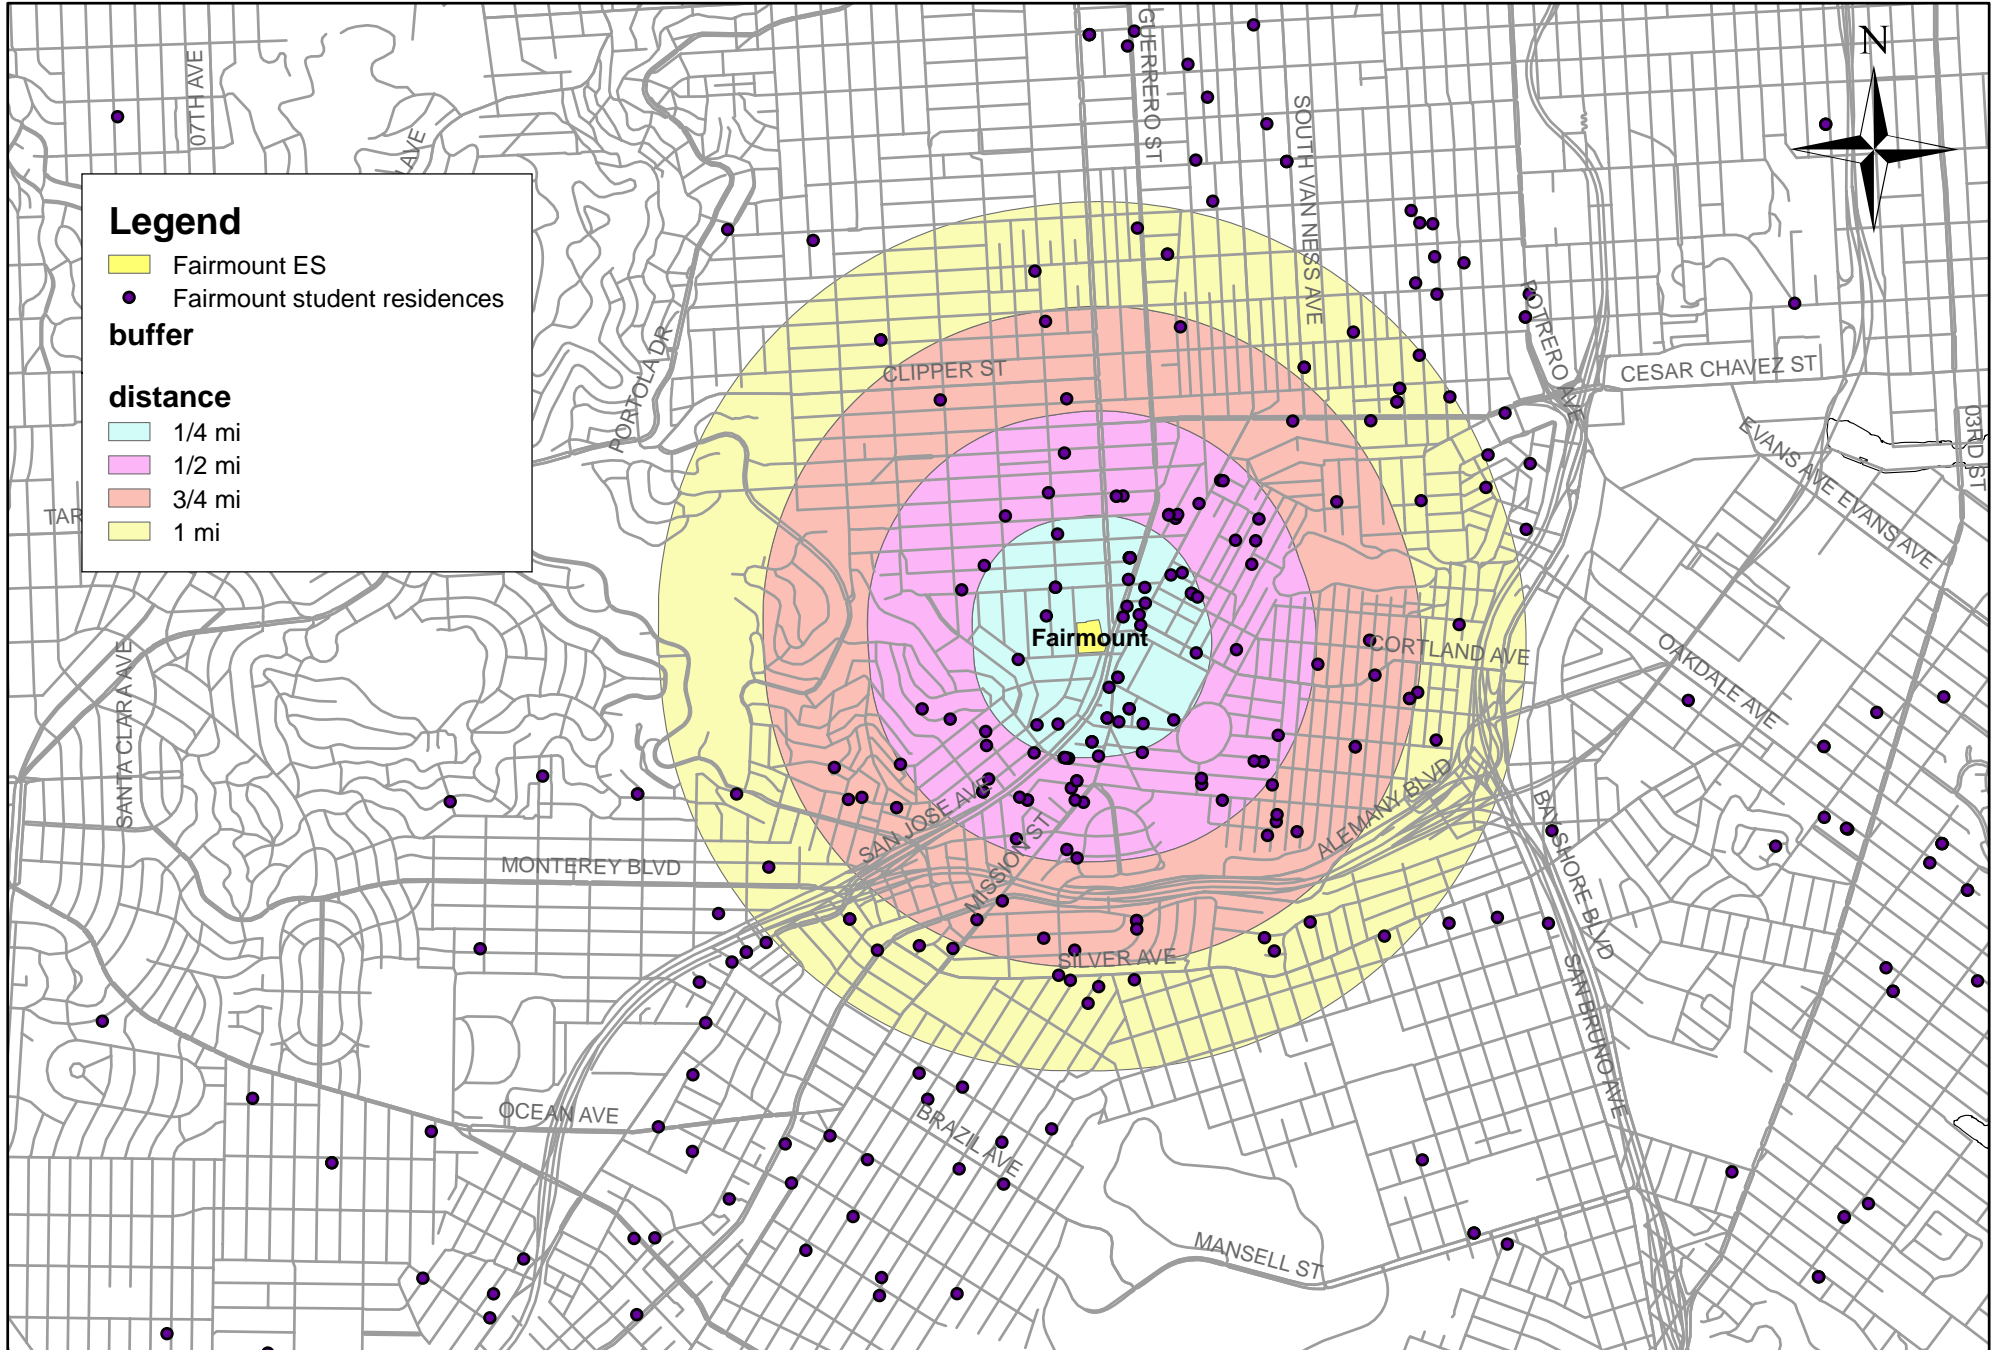 N
GUERRERO ST
07TH AVE
AVE
SOUTH VAN NESS AVE
Legend
Fairmount ES
Fairmount student residences
buffer
distance
1/4 mi
1/2 mi
3/4 mi
1 mi
PORTOLA DR
CLIPPER ST
POTRERO AVE
CESAR CHAVEZ ST
EVANS AVE EVANS AVE
03RD ST
TAR
Fairmount
CORTLAND AVE
OAKDALE AVE
SANTA CLARA AVE
SAN JOSE AVE
MISSION ST
ALEMANY BLVD
BAYSHORE BLVD
MONTEREY BLVD
SILVER AVE
SAN BRUNO AVE
OCEAN AVE
BRAZIL AVE
MANSELL ST